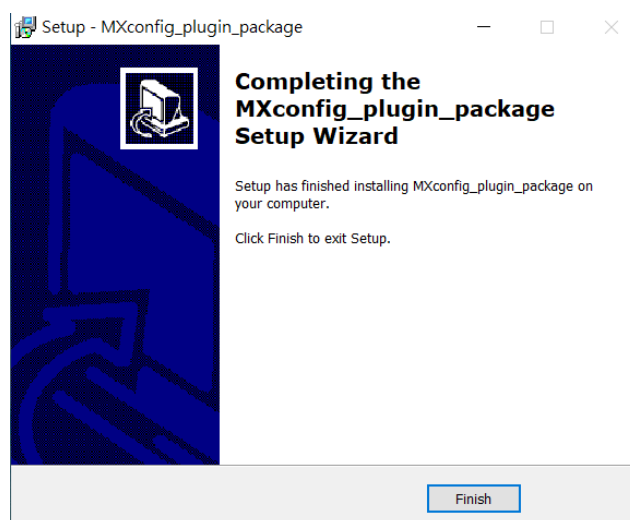 Setup - MXconfig_plugin_package
Completing the
MXconfig_plugin_package
Setup Wizard
Setup has finished installing MXconfig_plugin_package on
your computer.
Click Finish to exit Setup.
Finish